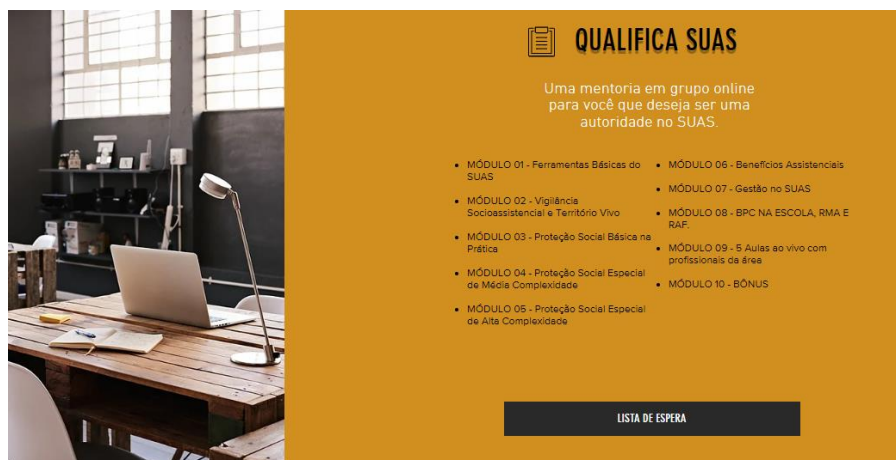 QUALIFICA SUAS
Uma mentoria em grupo online
para você que deseja ser uma
autoridade no SUAS.
MÓDULO 01 - Ferramentas Básicas do
SUAS
MÓDULO 02 - Vigilância
Socioassistencial e Território Vivo
MÓDULO 03 - Proteção Social Básica na
Prática
MÓDULO 04 - Proteção Social Especial
de Média Complexidade
MÓDULO 05 - Proteção Social Especial
de Alta Complexidade
MÓDULO 06 - Benefícios Assistenciais
MÓDULO 07 - Gestão no SUAS
MÓDULO 08 - BPC NA ESCOLA, RMA E
RAF.
MÓDULO 09 - 5 Aulas ao vivo com
profissionais da área
MÓDULO 10 - BÔNUS
LISTA DE ESPERA